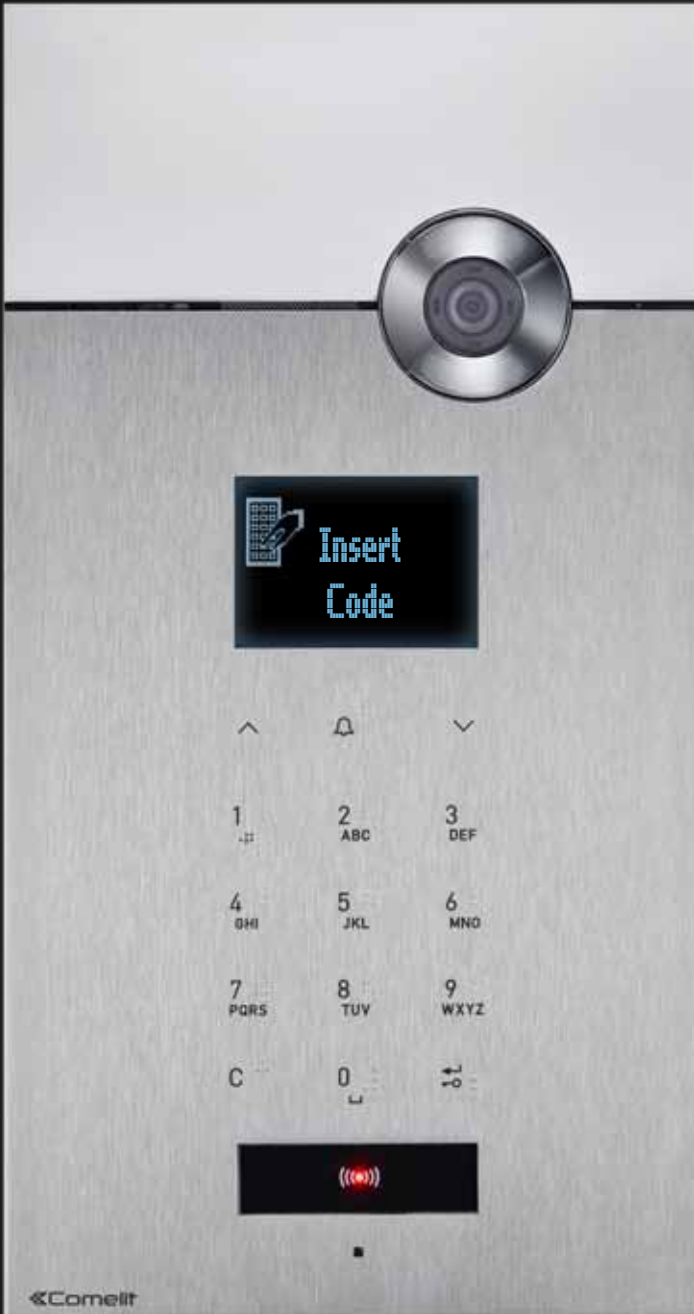 Insert
Code
1 2 3
ABC DEF
4 5 6
GHI JKL MNO
7 8 9
PQRS TUV WXYZ
C 0
Comelit